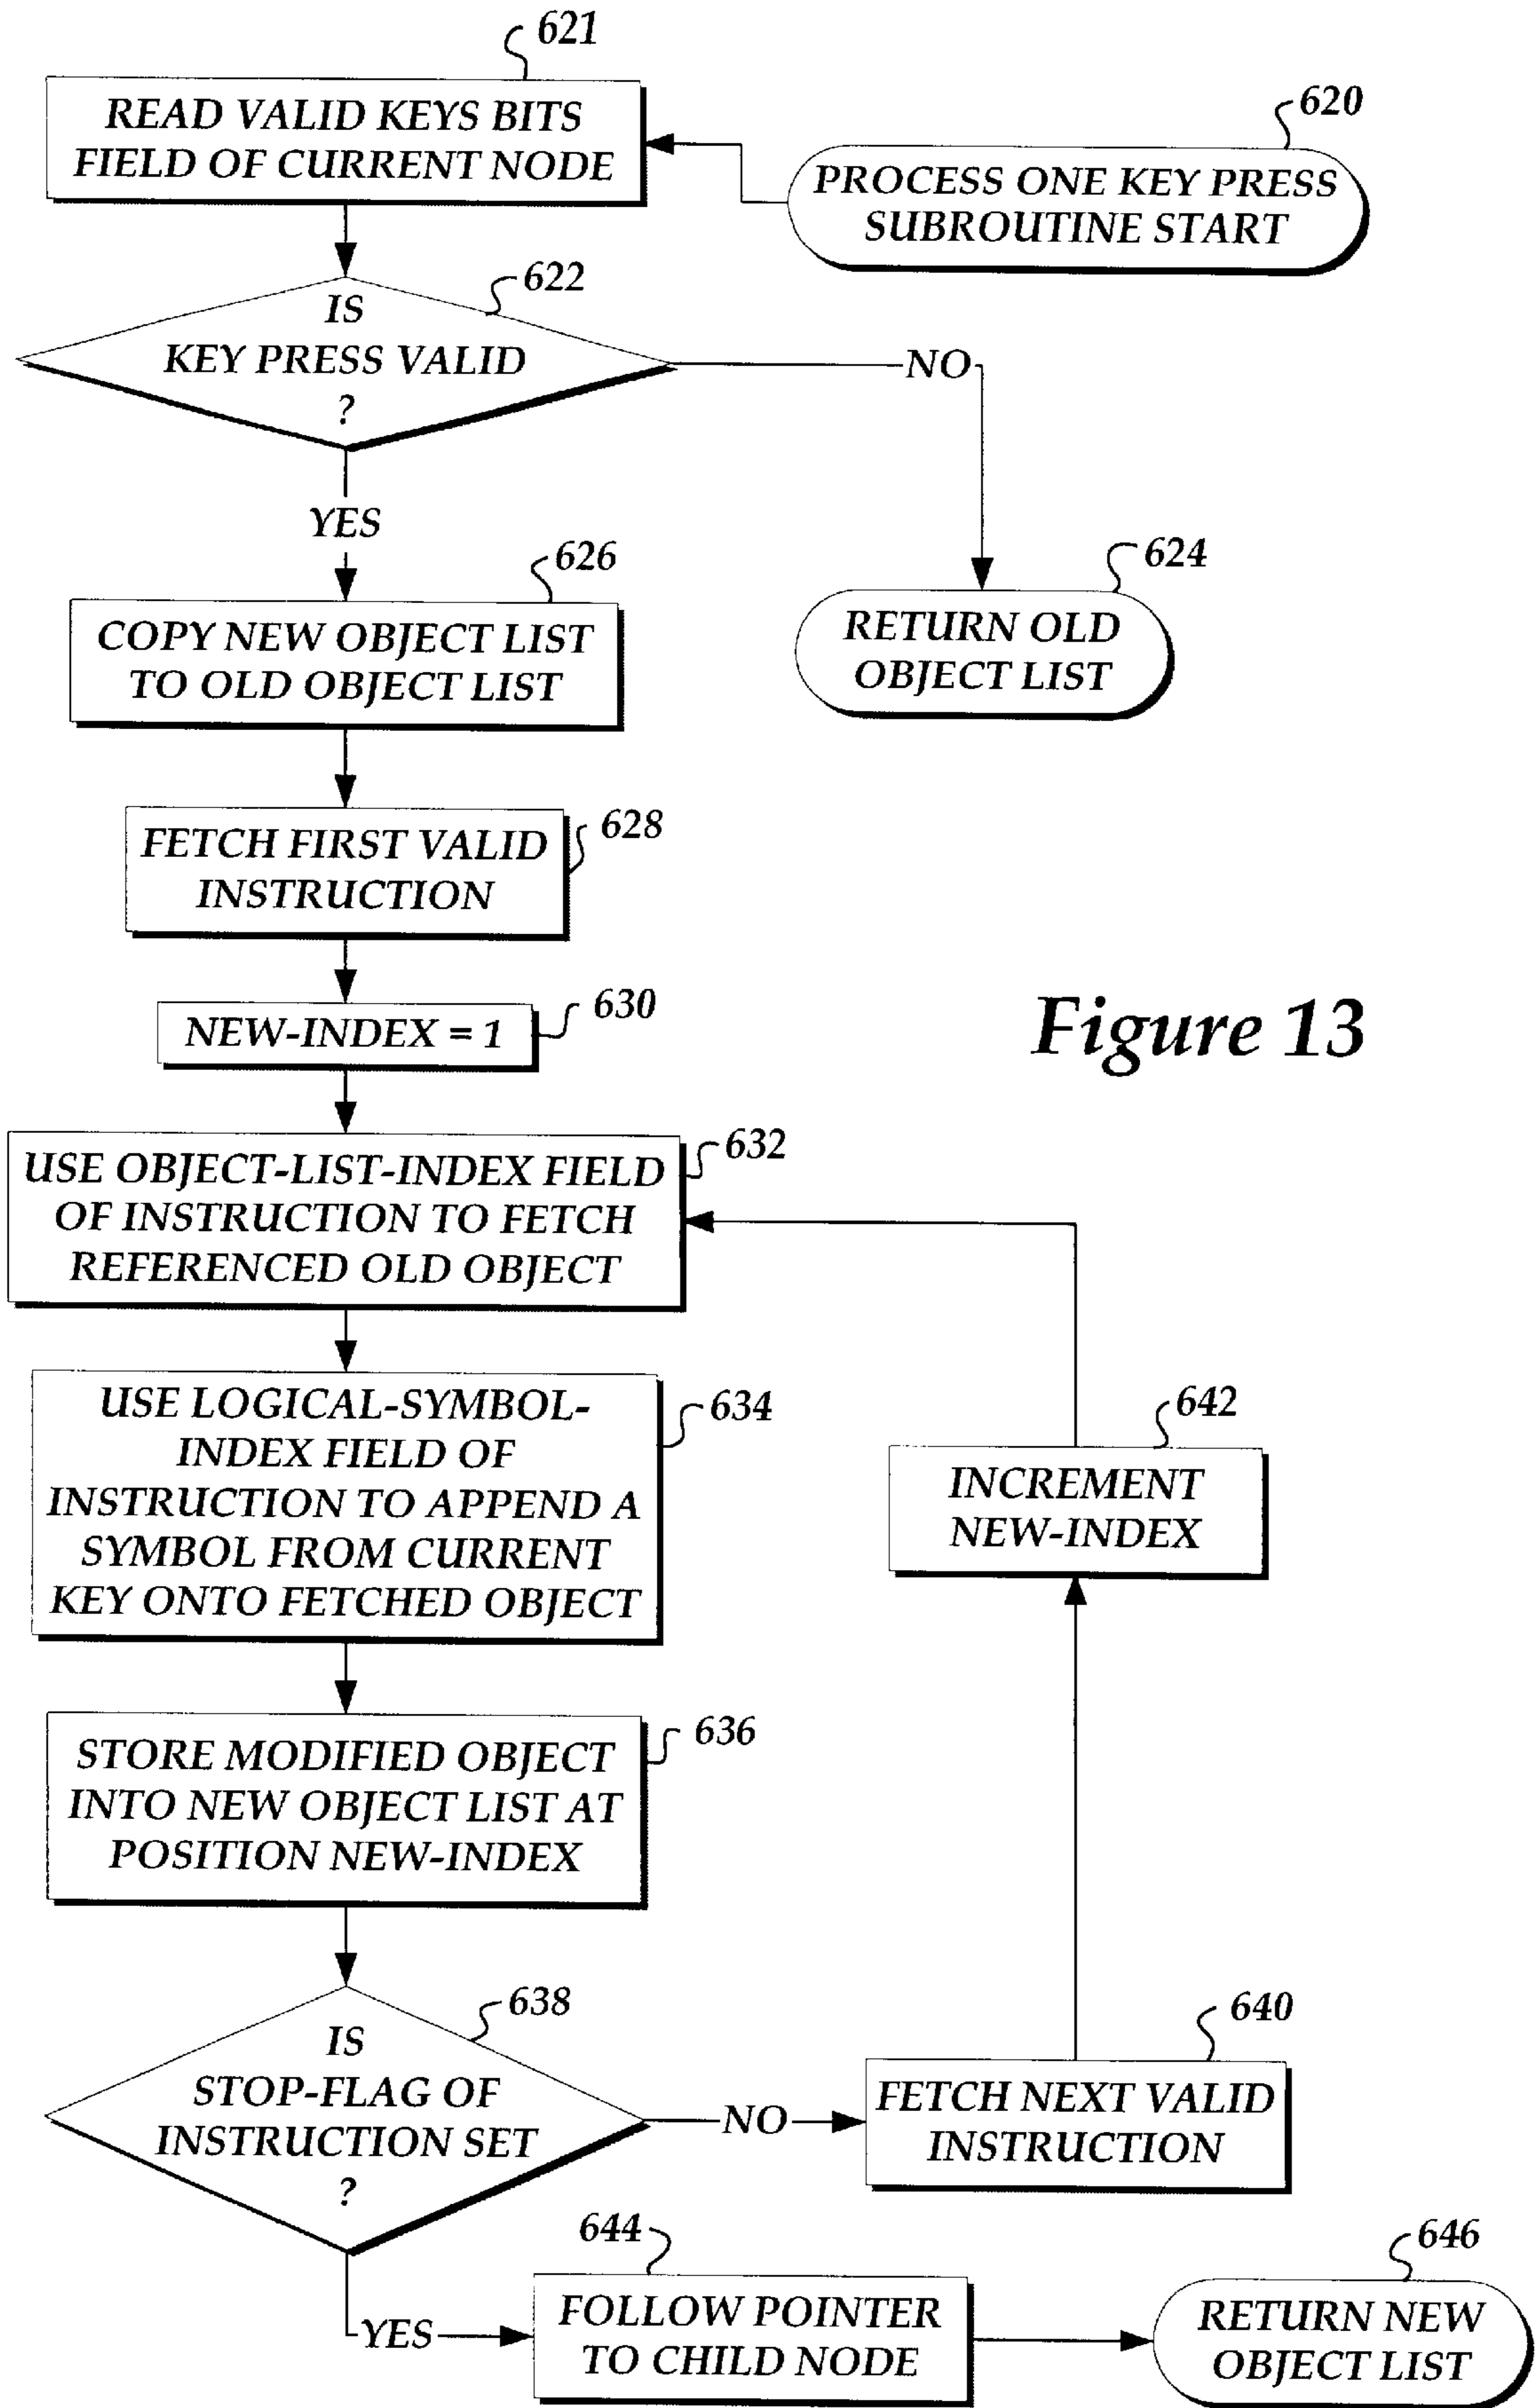 621
READ VALID KEYS BITS
FIELD OF CURRENT NODE
620
PROCESS ONE KEY PRESS
SUBROUTINE START
622
IS
KEY PRESS VALID
?
NO
YES
624
RETURN OLD
OBJECT LIST
626
COPY NEW OBJECT LIST
TO OLD OBJECT LIST
628
FETCH FIRST VALID
INSTRUCTION
630
NEW-INDEX = 1
Figure 13
632
USE OBJECT-LIST-INDEX FIELD
OF INSTRUCTION TO FETCH
REFERENCED OLD OBJECT
634
USE LOGICAL-SYMBOL-
INDEX FIELD OF
INSTRUCTION TO APPEND A
SYMBOL FROM CURRENT
KEY ONTO FETCHED OBJECT
642
INCREMENT
NEW-INDEX
636
STORE MODIFIED OBJECT
INTO NEW OBJECT LIST AT
POSITION NEW-INDEX
638
IS
STOP-FLAG OF
INSTRUCTION SET
?
NO
640
FETCH NEXT VALID
INSTRUCTION
YES
644
FOLLOW POINTER
TO CHILD NODE
646
RETURN NEW
OBJECT LIST